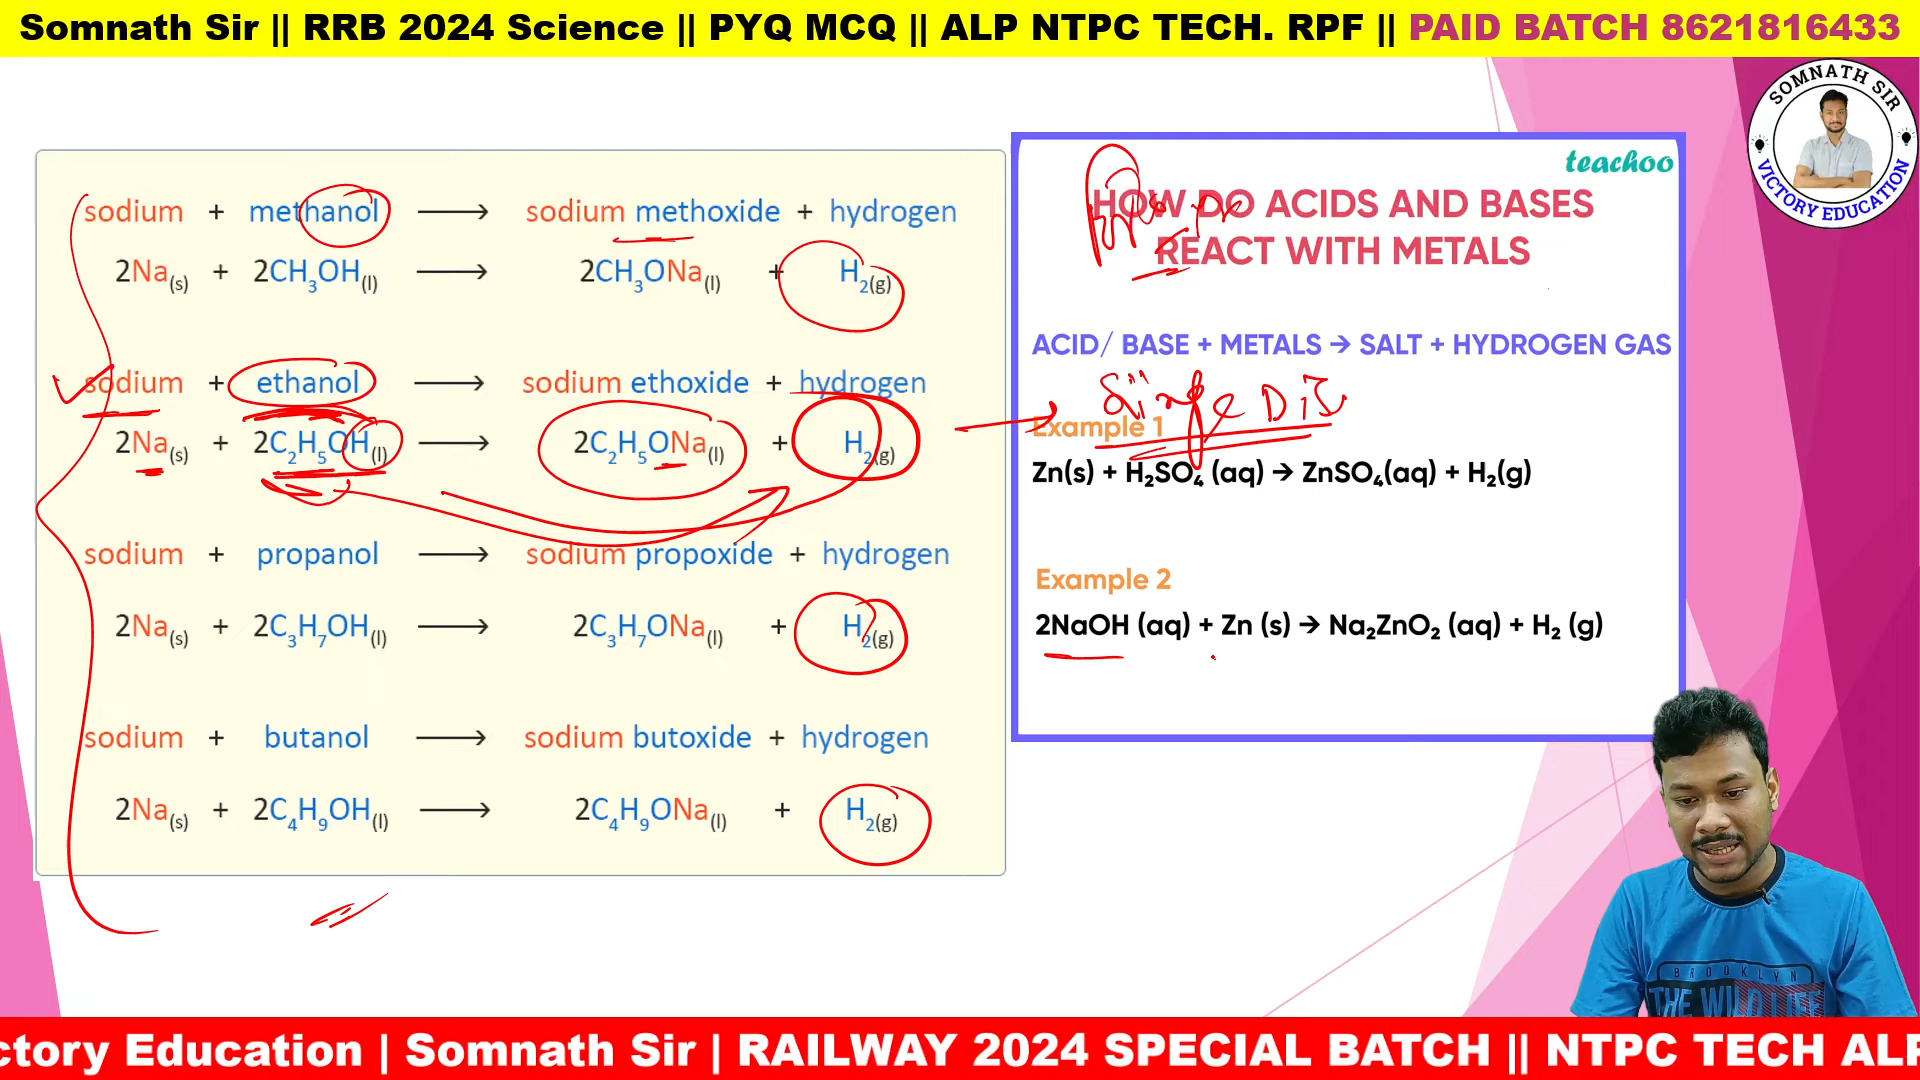 Somnath Sir || RRB 2024 Science || PYQ MCQ || ALP NTPC TECH. RPF || PAID BATCH 8621816433
SOMNATH SIR
VICTORY EDUCATION
sodium + methanol ⟶ sodium methoxide + hydrogen
2Na(s) + 2CH₃OH(l) ⟶ 2CH₃ONa(l) + H₂(g)
sodium + ethanol ⟶ sodium ethoxide + hydrogen
2Na(s) + 2C₂H₅OH(l) ⟶ 2C₂H₅ONa(l) + H₂(g)
sodium + propanol ⟶ sodium propoxide + hydrogen
2Na(s) + 2C₃H₇OH(l) ⟶ 2C₃H₇ONa(l) + H₂(g)
sodium + butanol ⟶ sodium butoxide + hydrogen
2Na(s) + 2C₄H₉OH(l) ⟶ 2C₄H₉ONa(l) + H₂(g)
teachoo
HOW DO ACIDS AND BASES
REACT WITH METALS
ACID/ BASE + METALS → SALT + HYDROGEN GAS
Single Dis
Example 1
Zn(s) + H₂SO₄ (aq) → ZnSO₄(aq) + H₂(g)
Example 2
2NaOH (aq) + Zn (s) → Na₂ZnO₂ (aq) + H₂ (g)
BROOKLYN
THE WILDLIFE
ctory Education | Somnath Sir | RAILWAY 2024 SPECIAL BATCH || NTPC TECH ALP